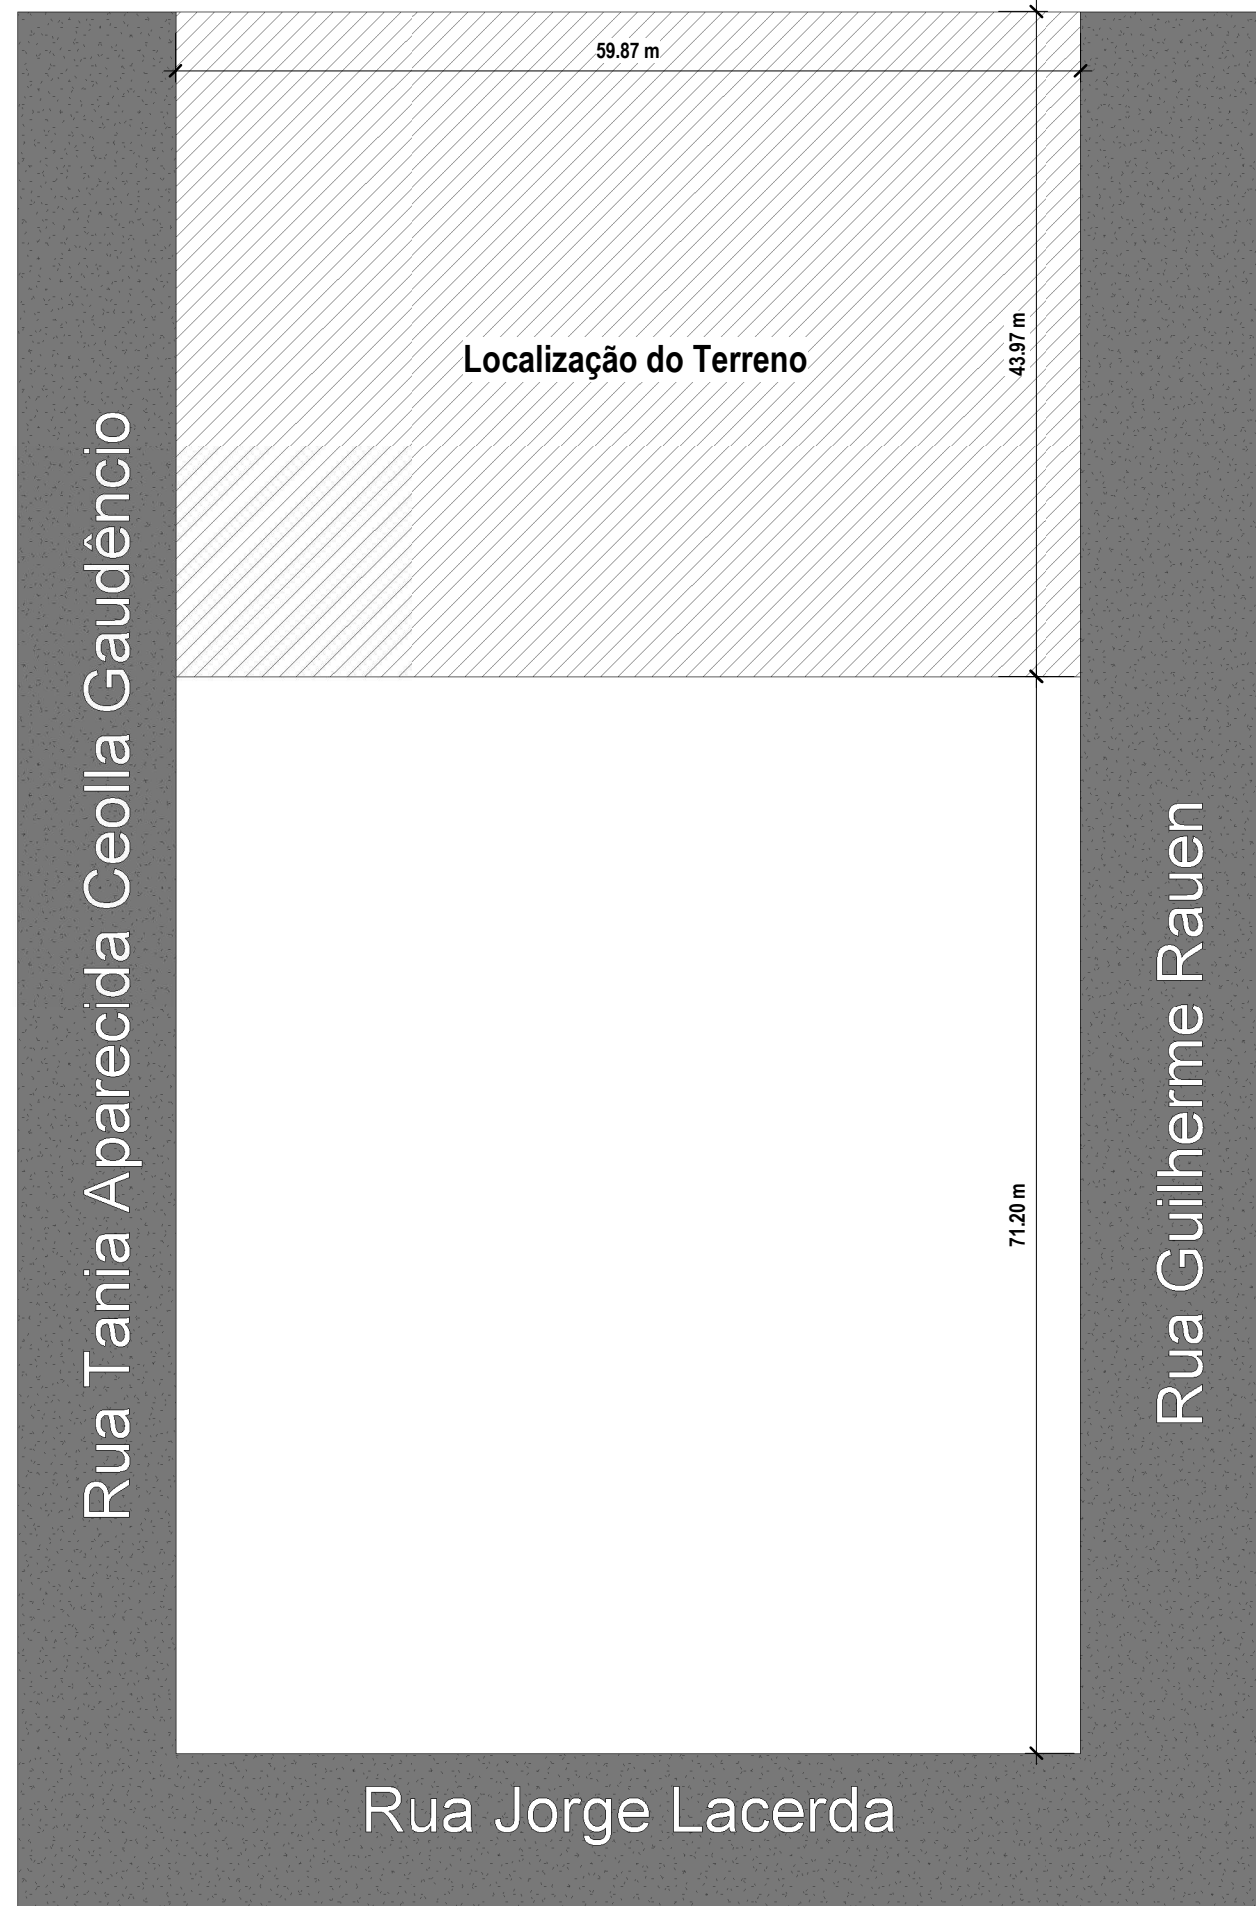 59.87 m
Localização do Terreno
43.97 m
Rua Tania Aparecida Ceolla Gaudêncio
Rua Guilherme Rauen
71.20 m
Rua Jorge Lacerda